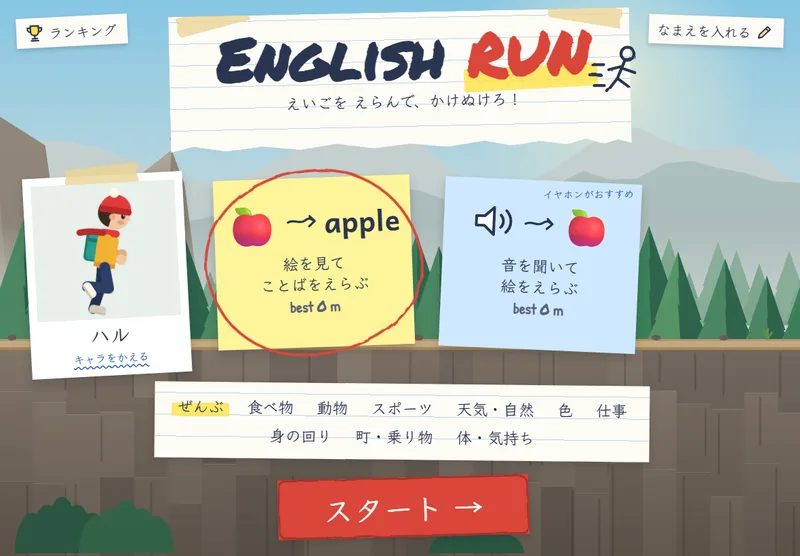 ランキング
なまえを入れる
ENGLISH RUN
えいごを えらんで、かけぬけろ！
ハル
キャラをかえる
apple
絵を見て
ことばをえらぶ
best 0 m
イヤホンがおすすめ
音を聞いて
絵をえらぶ
best 0 m
ぜんぶ 食べ物 動物 スポーツ 天気・自然 色 仕事
身の回り 町・乗り物 体・気持ち
スタート →